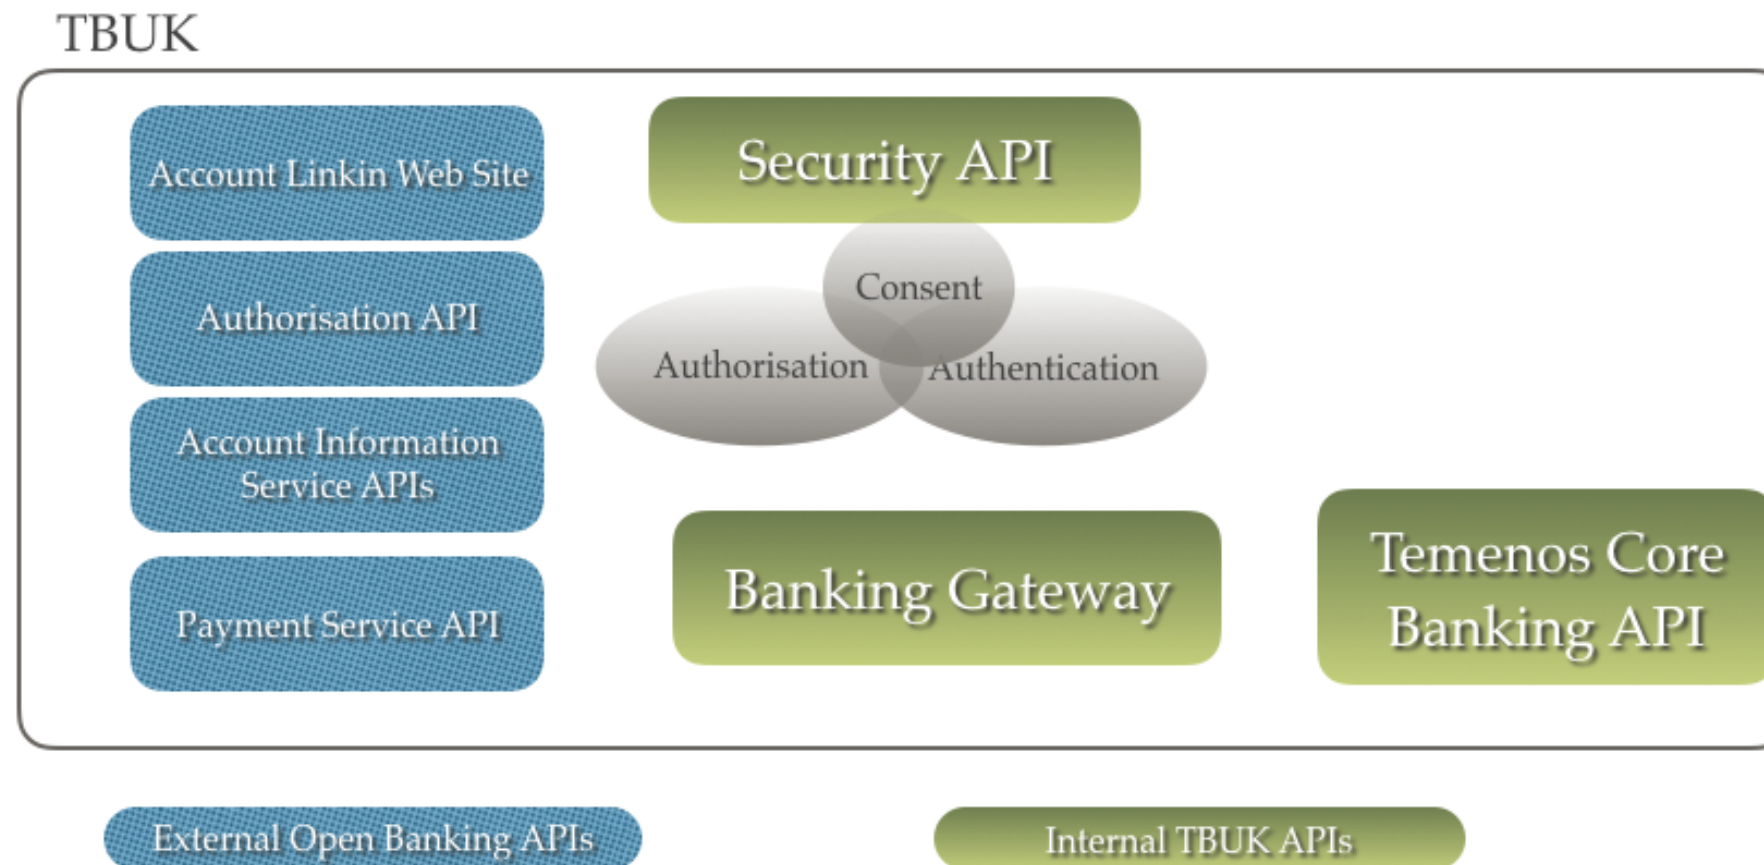 TBUK
Account Linkin Web Site
Security API
Consent
Authorisation API
Authorisation
Authentication
Account Information
Service APIs
Banking Gateway
Temenos Core
Banking API
Payment Service API
External Open Banking APIs
Internal TBUK APIs